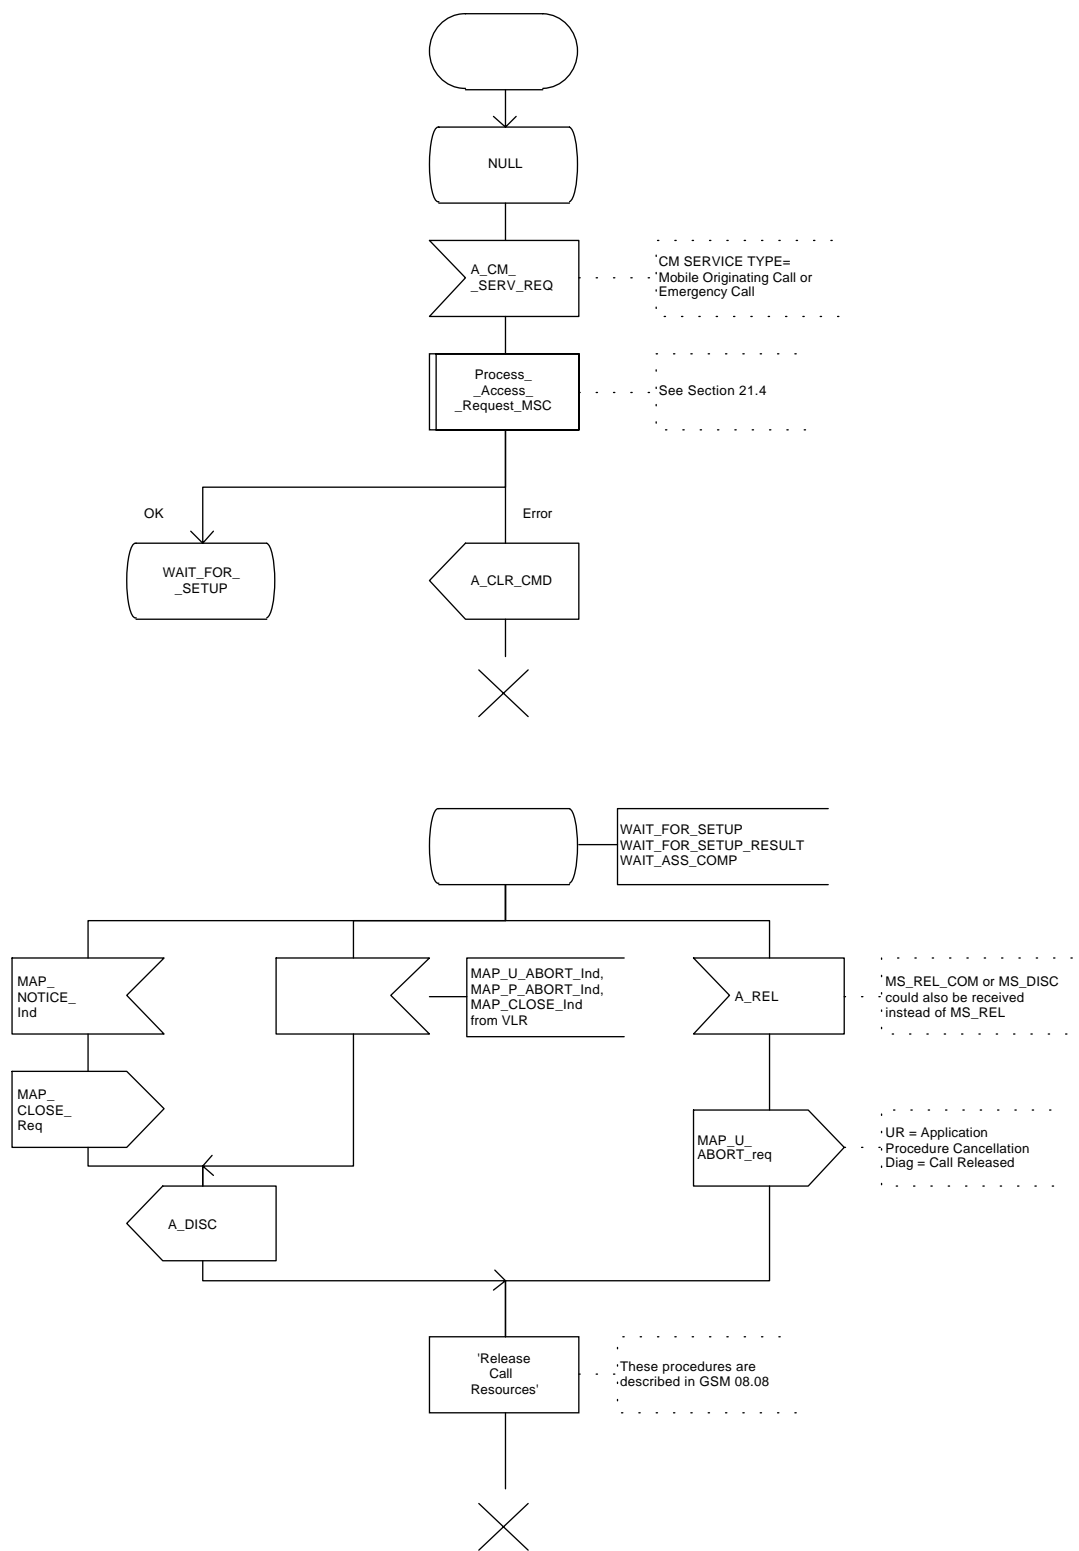 NULL
A_CM_
_SERV_REQ
CM SERVICE TYPE=
Mobile Originating Call or
Emergency Call
Process_
_Access_
_Request_MSC
See Section 21.4
OK
Error
WAIT_FOR_
_SETUP
A_CLR_CMD
WAIT_FOR_SETUP
WAIT_FOR_SETUP_RESULT
WAIT_ASS_COMP
MAP_
NOTICE_
Ind
MAP_U_ABORT_Ind,
MAP_P_ABORT_Ind,
MAP_CLOSE_Ind
from VLR
A_REL
MS_REL_COM or MS_DISC
could also be received
instead of MS_REL
MAP_
CLOSE_
Req
MAP_U_
ABORT_req
UR = Application
Procedure Cancellation
Diag = Call Released
A_DISC
'Release
Call
Resources'
These procedures are
described in GSM 08.08